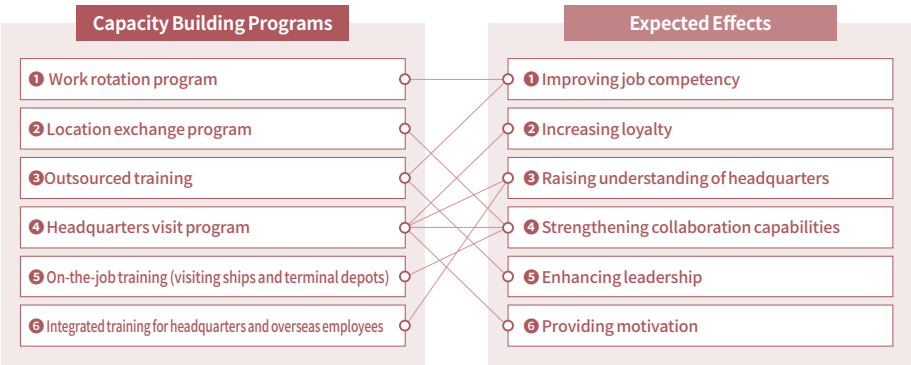 Capacity Building Programs
❶ Work rotation program
❷ Location exchange program
❸ Outsourced training
❹ Headquarters visit program
❺ On-the-job training (visiting ships and terminal depots)
❻ Integrated training for headquarters and overseas employees
Expected Effects
❶ Improving job competency
❷ Increasing loyalty
❸ Raising understanding of headquarters
❹ Strengthening collaboration capabilities
❺ Enhancing leadership
❻ Providing motivation